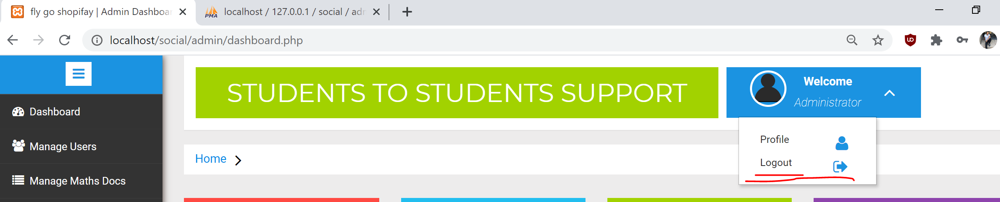 fly go shopifay | Admin Dashboar
PMA
localhost / 127.0.0.1 / social / adr
localhost/social/admin/dashboard.php
STUDENTS TO STUDENTS SUPPORT
Welcome
Administrator
Dashboard
Manage Users
Manage Maths Docs
Home
Profile
Logout